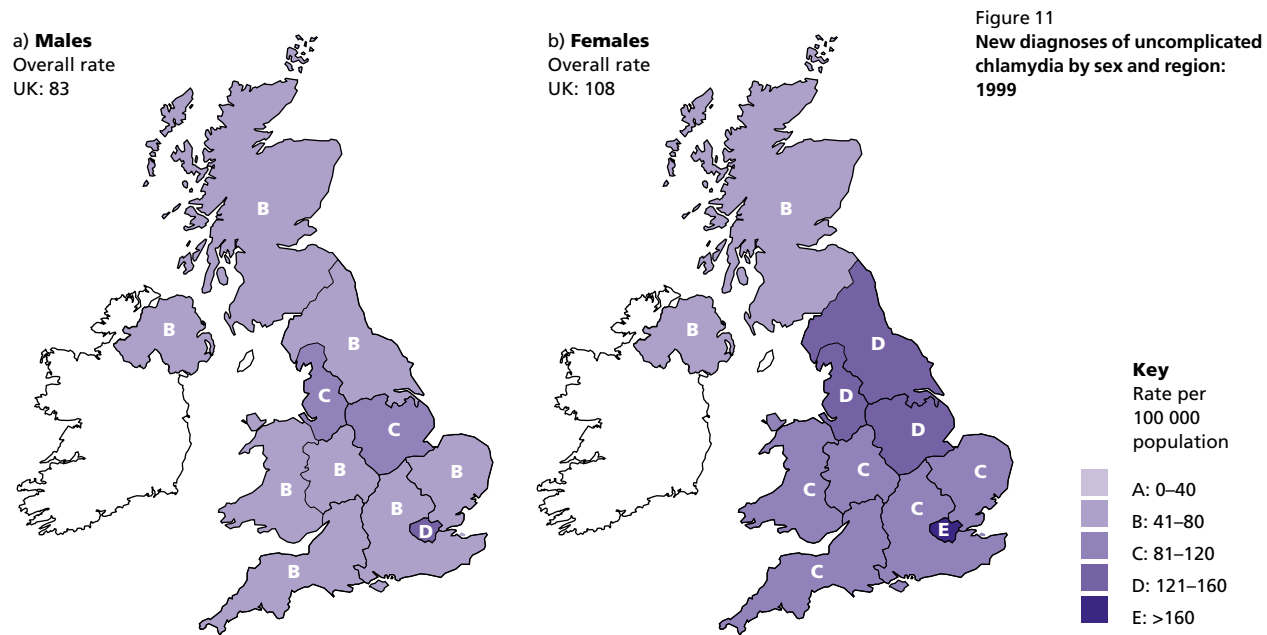 a) Males
Overall rate
UK: 83
B
B
B
C
C
B
B
B
B
D
B
b) Females
Overall rate
UK: 108
B
B
D
D
D
C
C
C
C
E
C
Figure 11
New diagnoses of uncomplicated
chlamydia by sex and region:
1999
Key
Rate per
100 000
population
A: 0–40
B: 41–80
C: 81–120
D: 121–160
E: >160